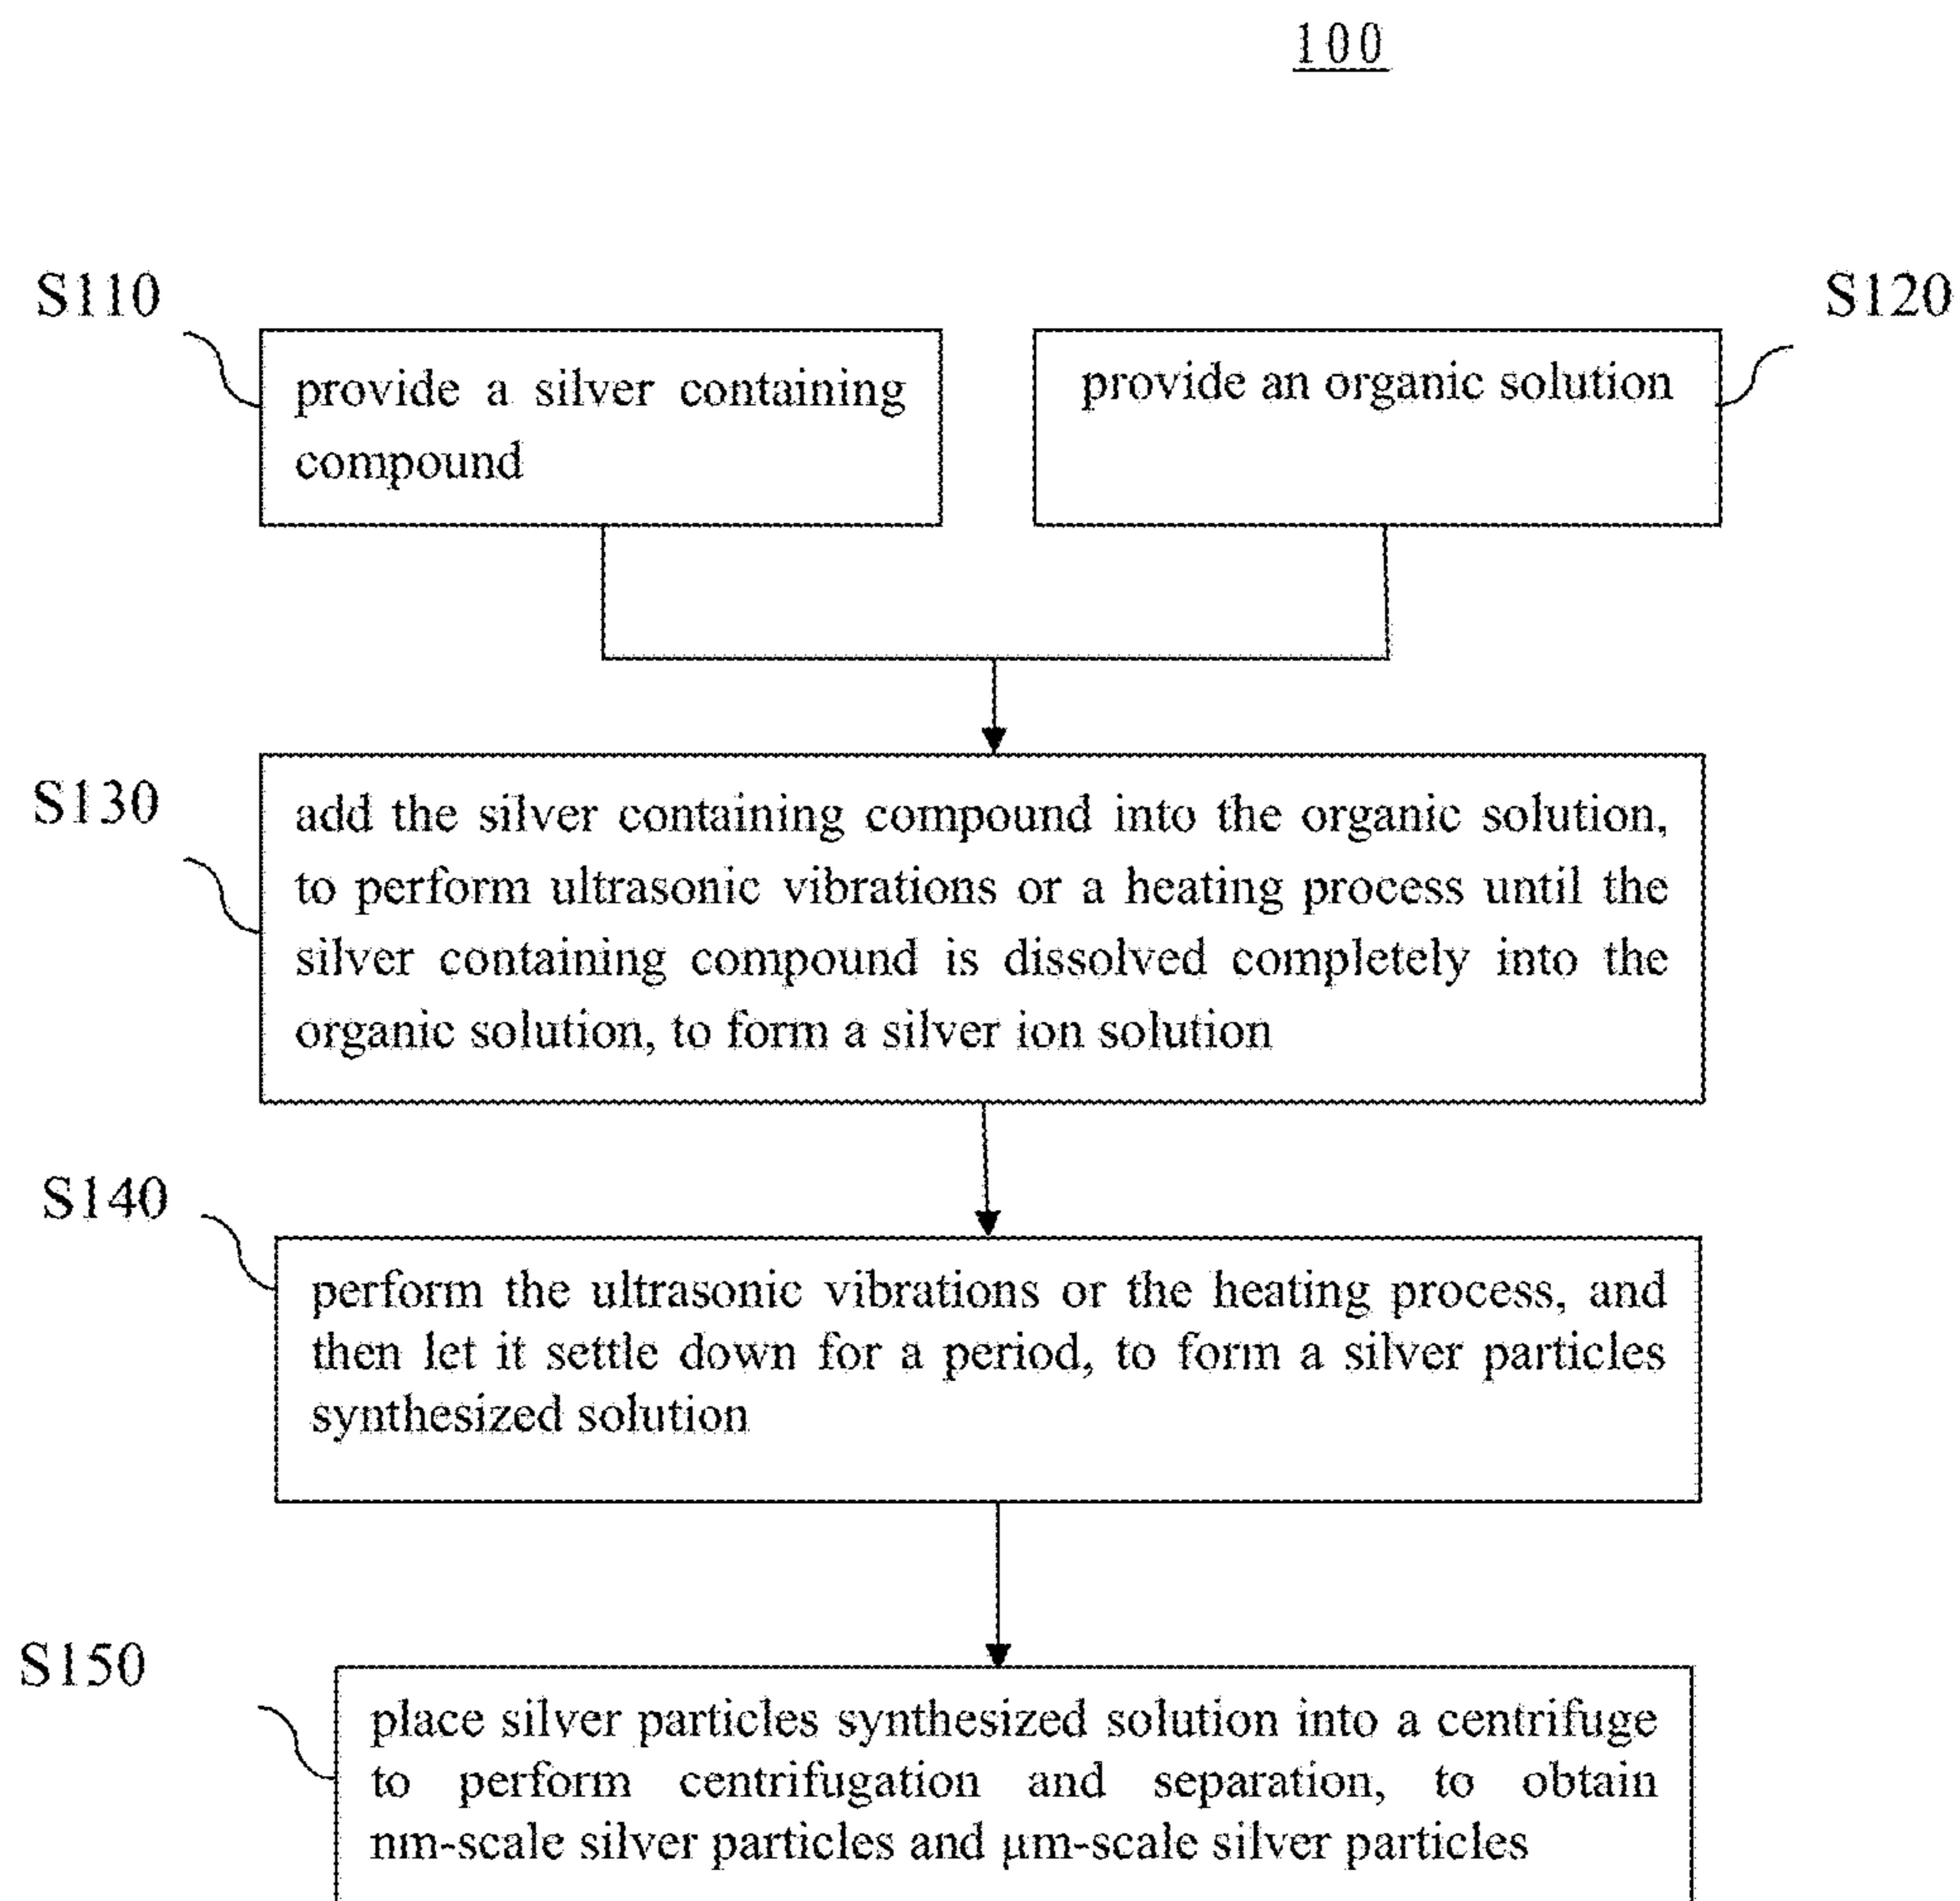 100
S110
S120
provide a silver containing
compound
provide an organic solution
S130
add the silver containing compound into the organic solution,
to perform ultrasonic vibrations or a heating process until the
silver containing compound is dissolved completely into the
organic solution, to form a silver ion solution
S140
perform the ultrasonic vibrations or the heating process, and
then let it settle down for a period, to form a silver particles
synthesized solution
S150
place silver particles synthesized solution into a centrifuge
to perform centrifugation and separation, to obtain
nm-scale silver particles and μm-scale silver particles